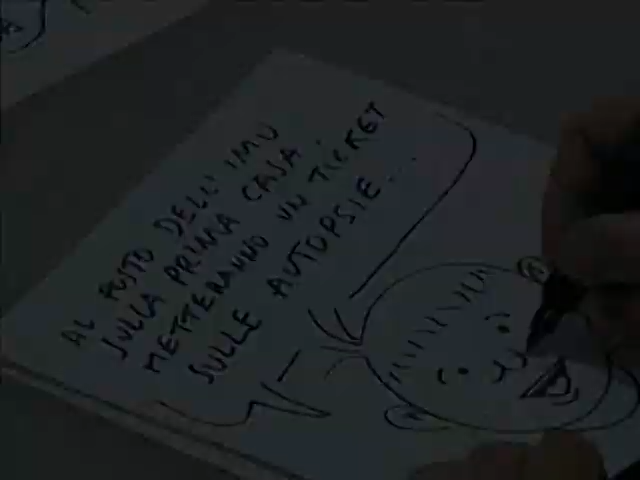 AL POSTO DELL'IMU
SULLA PRIMA CASA.
METTERANNO UN TICKET
SULLE AUTOPSIE...